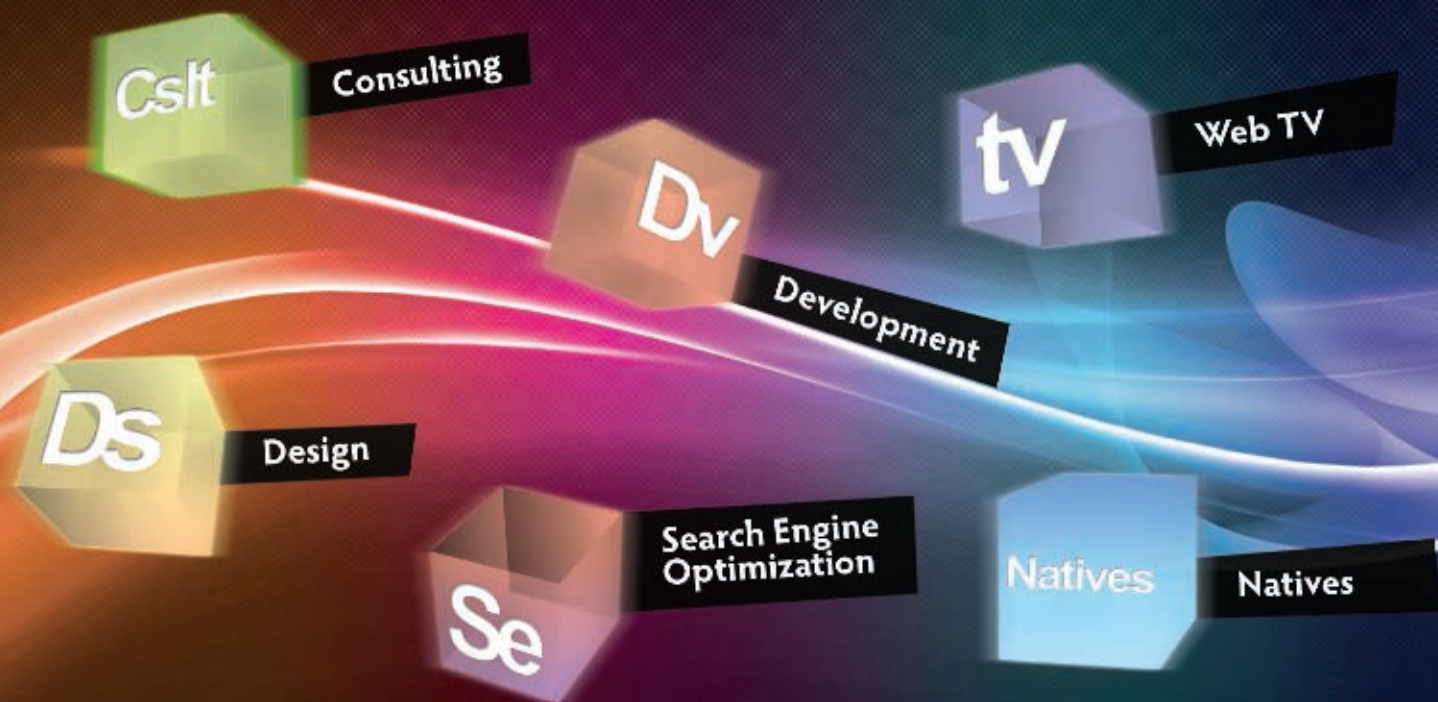 Cslt
Consulting
Dv
Development
tv
Web TV
Ds
Design
Se
Search Engine
Optimization
Natives
Natives